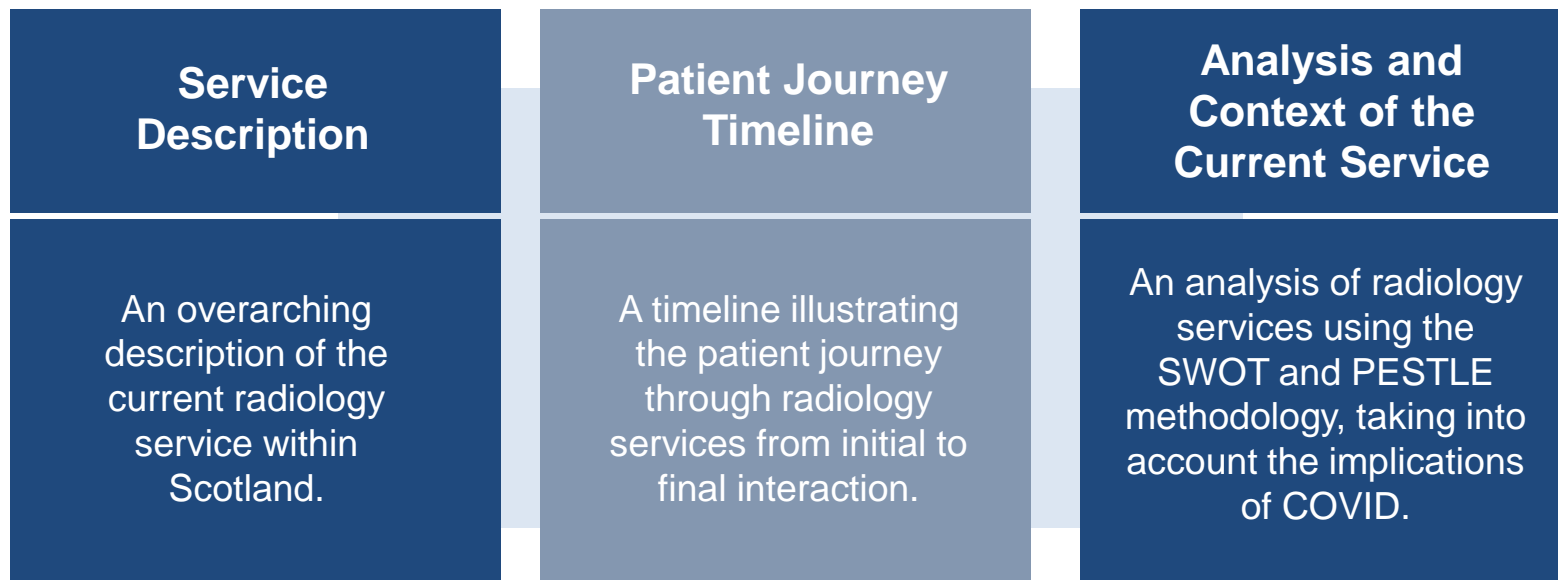 Service
Description
An overarching
description of the
current radiology
service within
Scotland.
Patient Journey
Timeline
A timeline illustrating
the patient journey
through radiology
services from initial to
final interaction.
Analysis and
Context of the
Current Service
An analysis of radiology
services using the
SWOT and PESTLE
methodology, taking into
account the implications
of COVID.